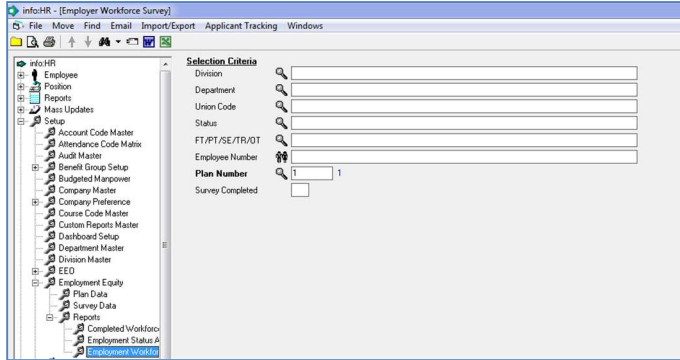 info:HR - [Employer Workforce Survey]
File Move Find Email Import/Export Applicant Tracking Windows
info:HR
Employee
Position
Reports
Mass Updates
Setup
Account Code Master
Attendance Code Matrix
Audit Master
Benefit Group Setup
Budgeted Manpower
Company Master
Company Preference
Course Code Master
Custom Reports Master
Dashboard Setup
Department Master
Division Master
EEO
Employment Equity
Plan Data
Survey Data
Reports
Completed Workforc
Employment Status A
Employment Workfor
Selection Criteria
Division
Department
Union Code
Status
FT/PT/SE/TR/OT
Employee Number
Plan Number 1 1
Survey Completed